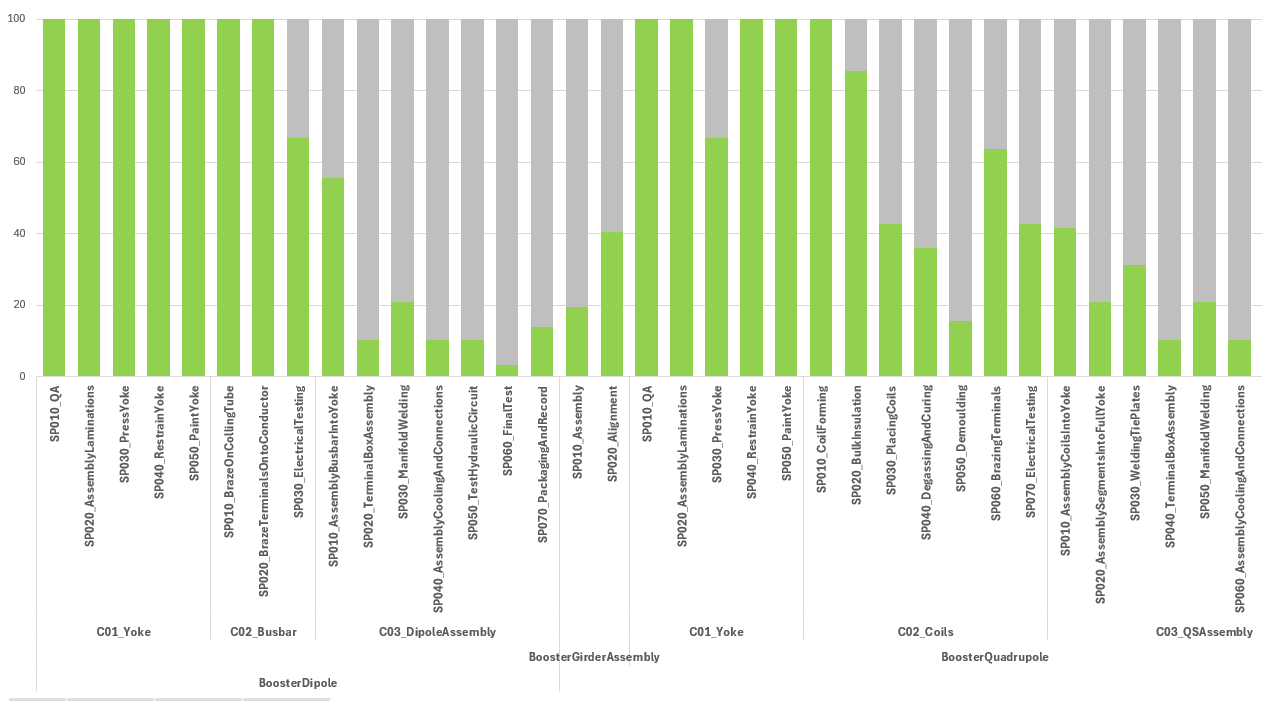 100
80
60
40
20
0
SP010_QA
SP020_AssemblyLaminations
SP030_PressYoke
SP040_RestrainYoke
SP050_PaintYoke
SP010_BrazeOnCollingTube
SP020_BrazeTerminalsOntoConductor
SP030_ElectricalTesting
SP010_AssemblyBusbarIntoYoke
SP020_TerminalBoxAssembly
SP030_ManifoldWelding
SP040_AssemblyCoolingAndConnections
SP050_TestHydraulicCircuit
SP060_FinalTest
SP070_PackagingAndRecord
SP010_Assembly
SP020_Alignment
SP010_QA
SP020_AssemblyLaminations
SP030_PressYoke
SP040_RestrainYoke
SP050_PaintYoke
SP010_CoilForming
SP020_BulkInsulation
SP030_PlacingCoils
SP040_DegassingAndCuring
SP050_Demoulding
SP060_BrazingTerminals
SP070_ElectricalTesting
SP010_AssemblyCoilsIntoYoke
SP020_AssemblySegmentsIntoFullYoke
SP030_WeldingTiePlates
SP040_TerminalBoxAssembly
SP050_ManifoldWelding
SP060_AssemblyCoolingAndConnections
C01_Yoke
C02_Busbar
C03_DipoleAssembly
C01_Yoke
C02_Coils
C03_QSAssembly
BoosterGirderAssembly
BoosterQuadrupole
BoosterDipole